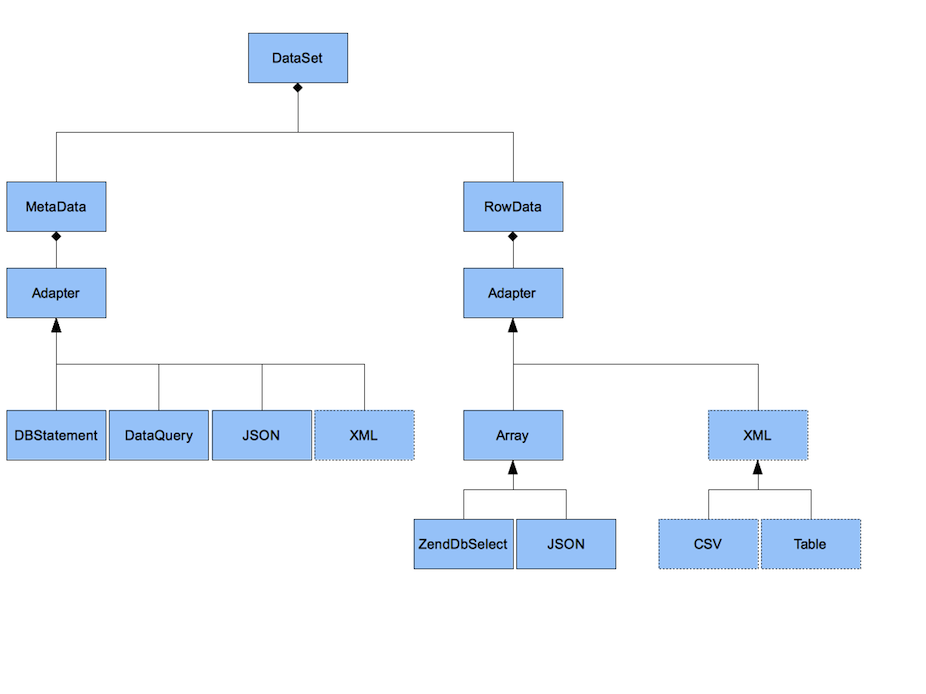 DataSet
MetaData
RowData
Adapter
Adapter
DBStatement
DataQuery
JSON
XML
Array
XML
ZendDbSelect
JSON
CSV
Table